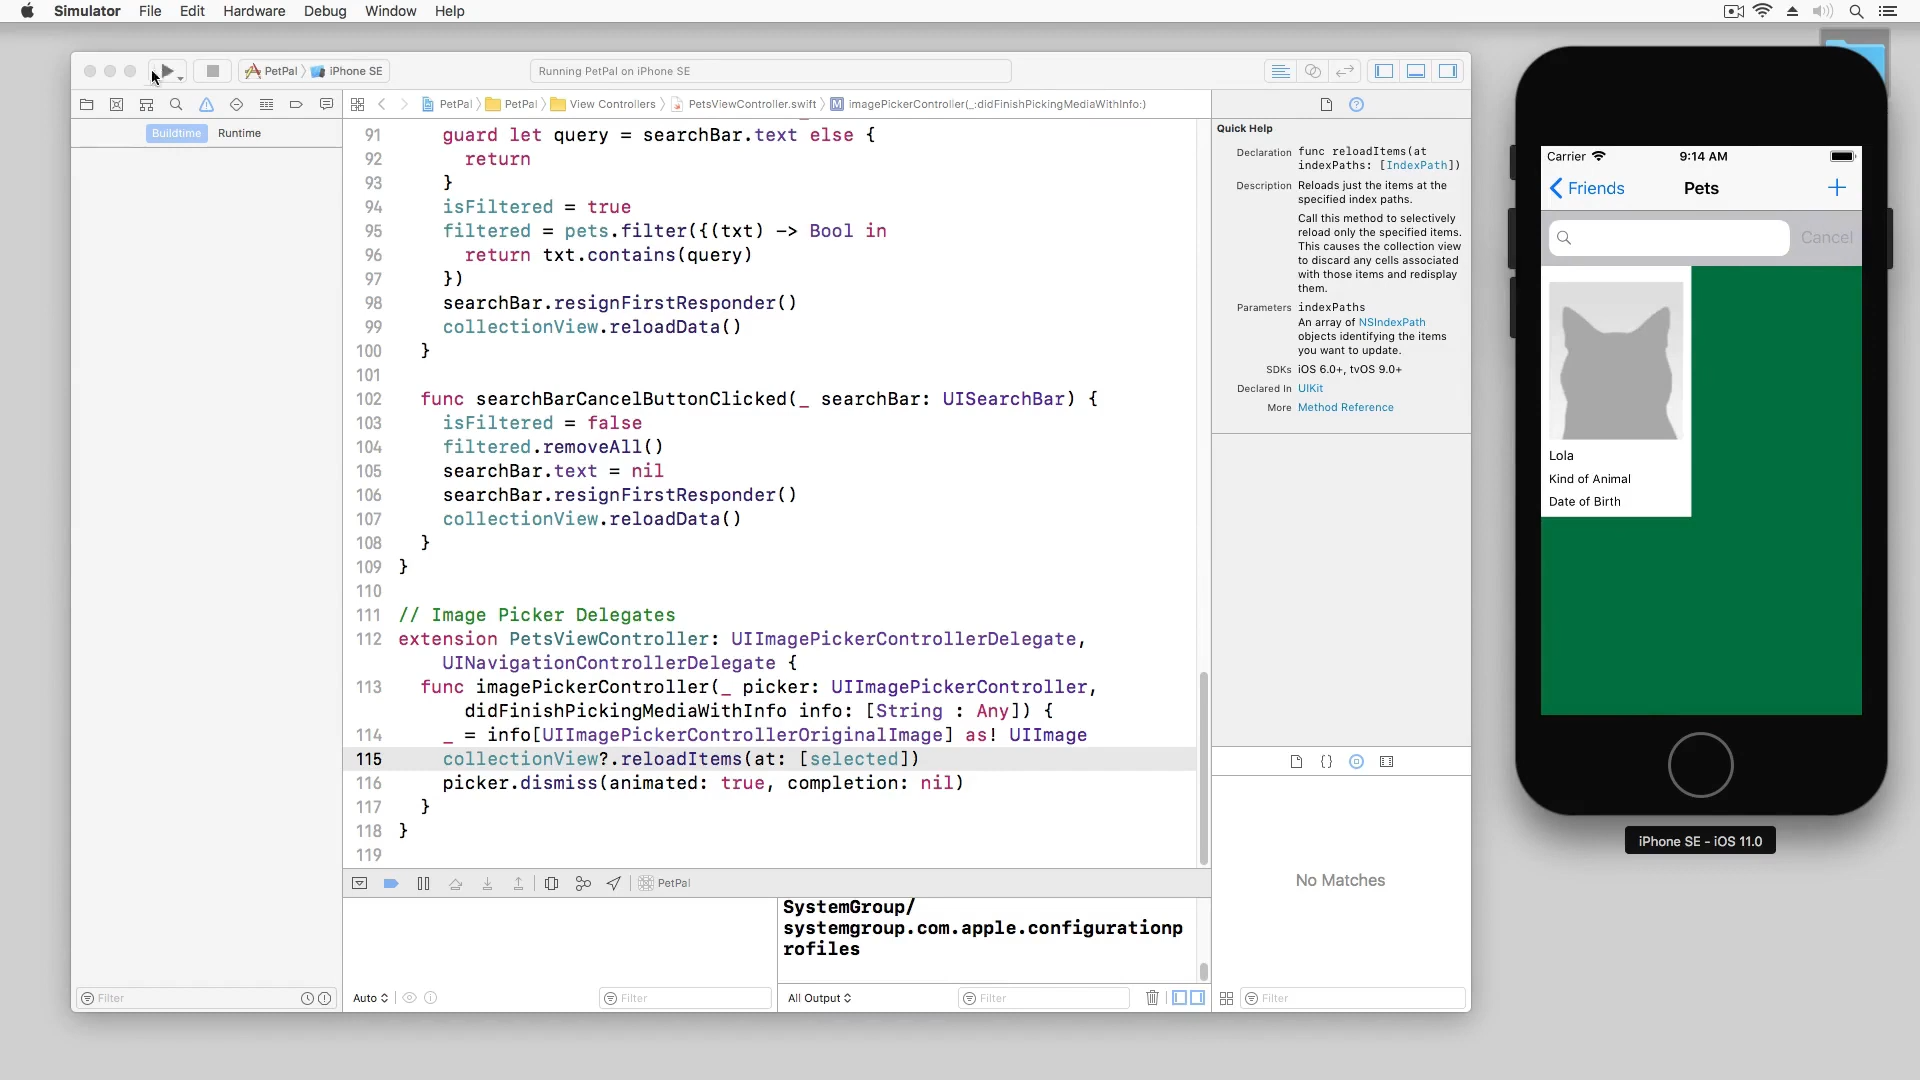 Simulator File Edit Hardware Debug Window Help
PetPal iPhone SE
Running PetPal on iPhone SE
PetPal PetPal View Controllers PetsViewController.swift M imagePickerController(_:didFinishPickingMediaWithInfo:)
Buildtime Runtime
91 guard let query = searchBar.text else {
92 return
93 }
94 isFiltered = true
95 filtered = pets.filter({(txt) -> Bool in
96 return txt.contains(query)
97 })
98 searchBar.resignFirstResponder()
99 collectionView.reloadData()
100 }
101
102 func searchBarCancelButtonClicked(_ searchBar: UISearchBar) {
103 isFiltered = false
104 filtered.removeAll()
105 searchBar.text = nil
106 searchBar.resignFirstResponder()
107 collectionView.reloadData()
108 }
109 }
110
111 // Image Picker Delegates
112 extension PetsViewController: UIImagePickerControllerDelegate,
UINavigationControllerDelegate {
113 func imagePickerController(_ picker: UIImagePickerController,
didFinishPickingMediaWithInfo info: [String : Any]) {
114 _ = info[UIImagePickerControllerOriginalImage] as! UIImage
115 collectionView?.reloadItems(at: [selected])
116 picker.dismiss(animated: true, completion: nil)
117 }
118 }
119
PetPal
SystemGroup/
systemgroup.com.apple.configurationp
rofiles
Filter
Auto
Filter
All Output
Filter
Filter
Quick Help
Declaration func reloadItems(at
indexPaths: [IndexPath])
Description Reloads just the items at the
specified index paths.
Call this method to selectively
reload only the specified items.
This causes the collection view
to discard any cells associated
with those items and redisplay
them.
Parameters indexPaths
An array of NSIndexPath
objects identifying the items
you want to update.
SDKs iOS 6.0+, tvOS 9.0+
Declared In UIKit
More Method Reference
{ }
No Matches
Carrier 9:14 AM
Friends Pets +
Cancel
Lola
Kind of Animal
Date of Birth
iPhone SE - iOS 11.0